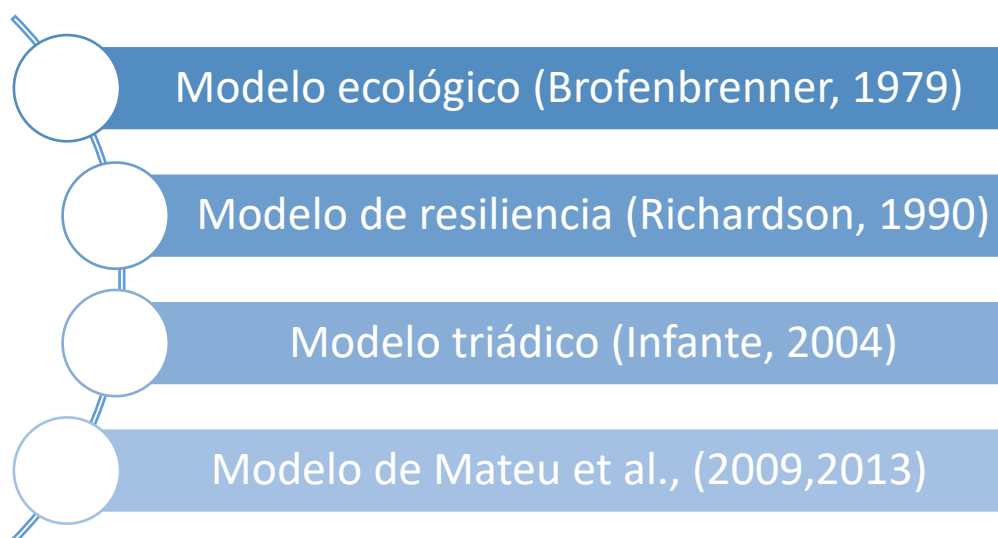 Modelo ecológico (Brofenbrenner, 1979)
Modelo de resiliencia (Richardson, 1990)
Modelo triádico (Infante, 2004)
Modelo de Mateu et al., (2009,2013)